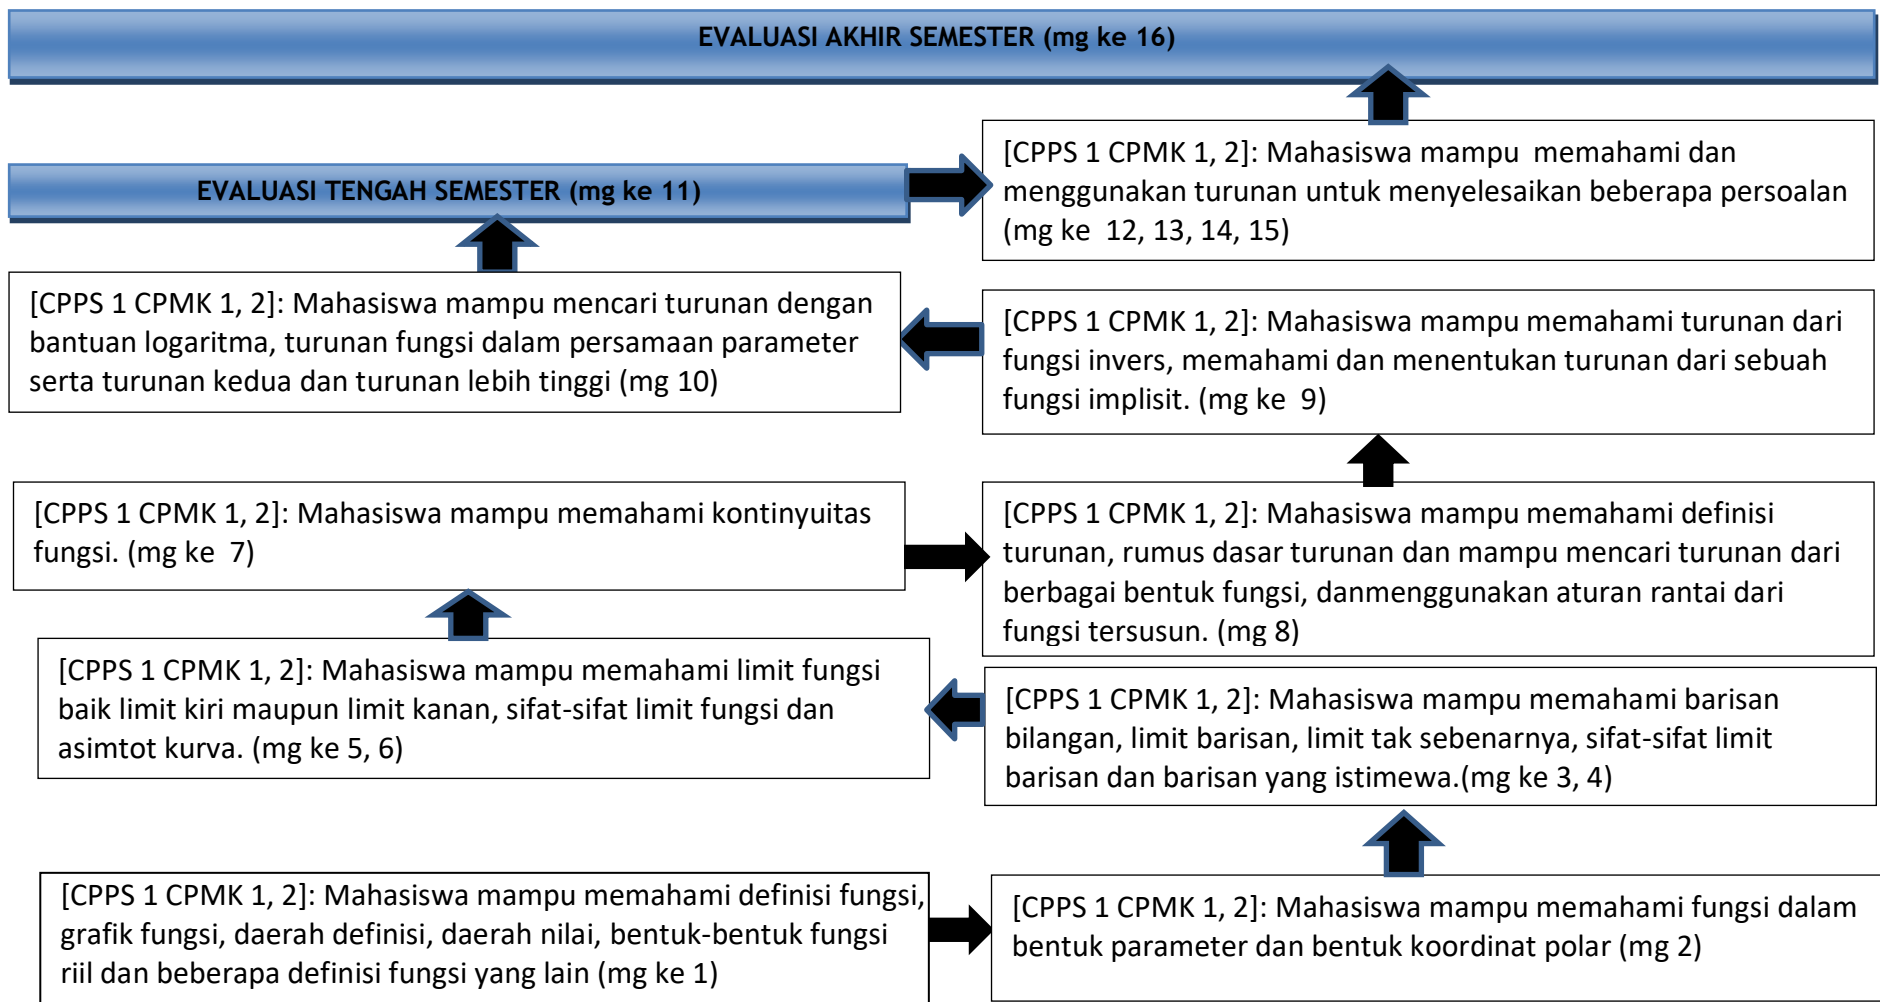 EVALUASI AKHIR SEMESTER (mg ke 16)
[CPPS 1 CPMK 1, 2]: Mahasiswa mampu  memahami dan
menggunakan turunan untuk menyelesaikan beberapa persoalan
(mg ke  12, 13, 14, 15)
EVALUASI TENGAH SEMESTER (mg ke 11)
[CPPS 1 CPMK 1, 2]: Mahasiswa mampu mencari turunan dengan
bantuan logaritma, turunan fungsi dalam persamaan parameter
serta turunan kedua dan turunan lebih tinggi (mg 10)
[CPPS 1 CPMK 1, 2]: Mahasiswa mampu memahami turunan dari
fungsi invers, memahami dan menentukan turunan dari sebuah
fungsi implisit. (mg ke  9)
[CPPS 1 CPMK 1, 2]: Mahasiswa mampu memahami kontinyuitas
fungsi. (mg ke  7)
[CPPS 1 CPMK 1, 2]: Mahasiswa mampu memahami definisi
turunan, rumus dasar turunan dan mampu mencari turunan dari
berbagai bentuk fungsi, danmenggunakan aturan rantai dari
fungsi tersusun. (mg 8)
[CPPS 1 CPMK 1, 2]: Mahasiswa mampu memahami limit fungsi
baik limit kiri maupun limit kanan, sifat-sifat limit fungsi dan
asimtot kurva. (mg ke 5, 6)
[CPPS 1 CPMK 1, 2]: Mahasiswa mampu memahami barisan
bilangan, limit barisan, limit tak sebenarnya, sifat-sifat limit
barisan dan barisan yang istimewa.(mg ke 3, 4)
[CPPS 1 CPMK 1, 2]: Mahasiswa mampu memahami definisi fungsi,
grafik fungsi, daerah definisi, daerah nilai, bentuk-bentuk fungsi
riil dan beberapa definisi fungsi yang lain (mg ke 1)
[CPPS 1 CPMK 1, 2]: Mahasiswa mampu memahami fungsi dalam
bentuk parameter dan bentuk koordinat polar (mg 2)